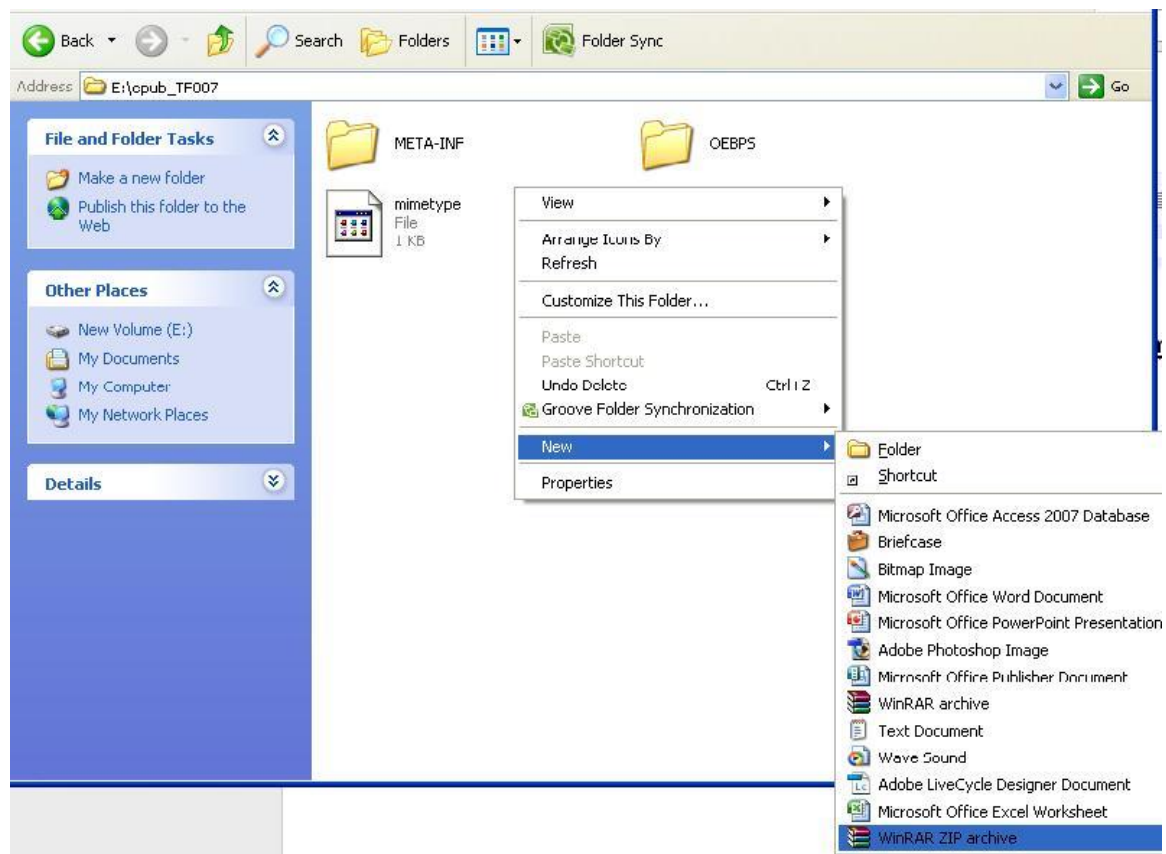 Back
Search
Folders
Folder Sync
Address
E:\epub_TF007
Go
File and Folder Tasks
Make a new folder
Publish this folder to the
Web
Other Places
New Volume (E:)
My Documents
My Computer
My Network Places
Details
META-INF
OEBPS
mimetype
File
1 KB
View
Arrange Icons By
Refresh
Customize This Folder...
Paste
Paste Shortcut
Undo Delete Ctrl+Z
Groove Folder Synchronization
New
Properties
Folder
Shortcut
Microsoft Office Access 2007 Database
Briefcase
Bitmap Image
Microsoft Office Word Document
Microsoft Office PowerPoint Presentation
Adobe Photoshop Image
Microsoft Office Publisher Document
WinRAR archive
Text Document
Wave Sound
Adobe LiveCycle Designer Document
Microsoft Office Excel Worksheet
WinRAR ZIP archive